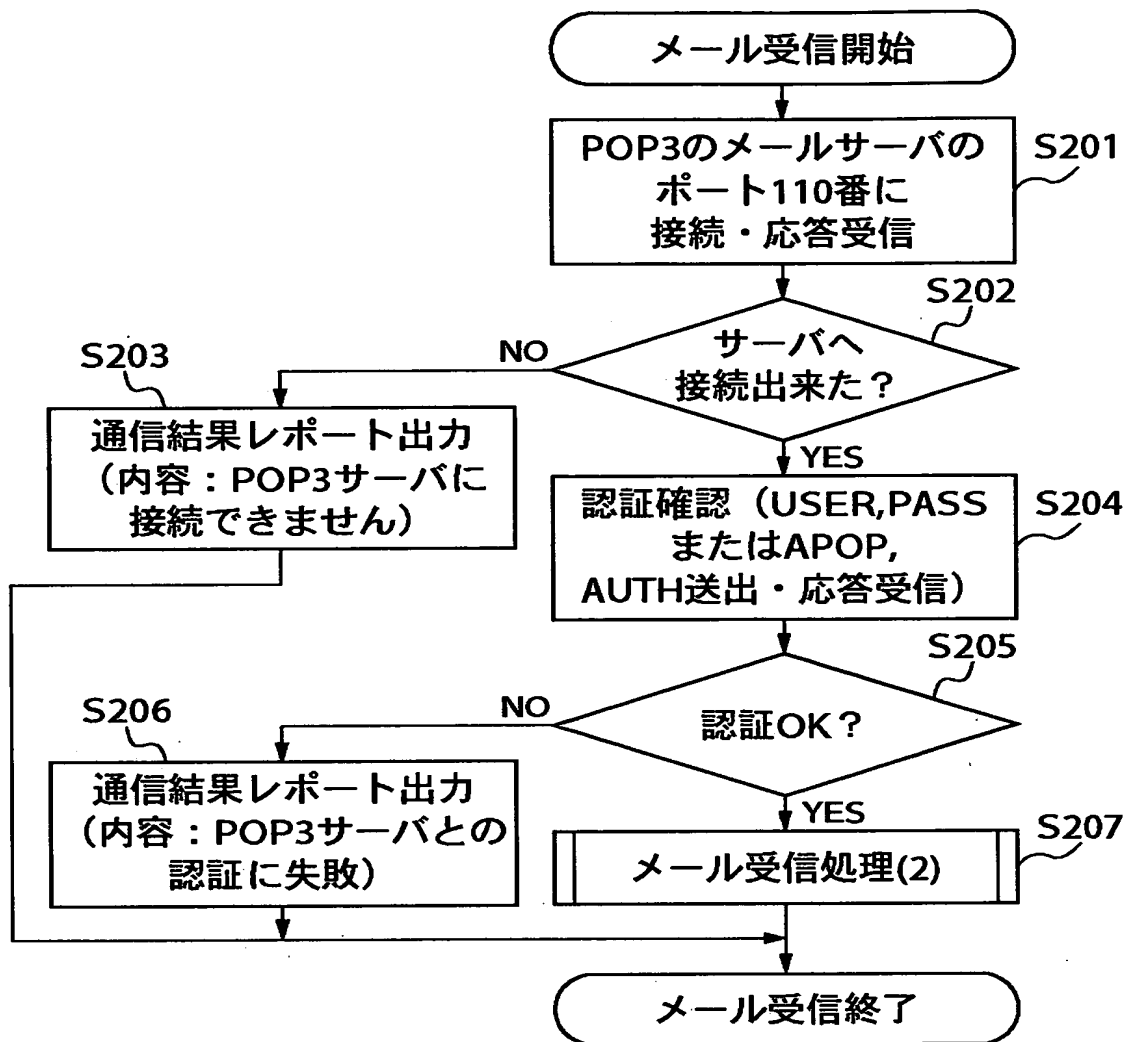 メール受信開始
POP3のメールサーバの
ポート110番に
接続・応答受信
S201
サーバへ
接続出来た？
S202
NO
YES
S203
通信結果レポート出力
（内容：POP3サーバに
接続できません）
認証確認（USER,PASS
またはAPOP,
AUTH送出・応答受信）
S204
認証OK？
S205
NO
YES
S206
通信結果レポート出力
（内容：POP3サーバとの
認証に失敗）
メール受信処理(2)
S207
メール受信終了